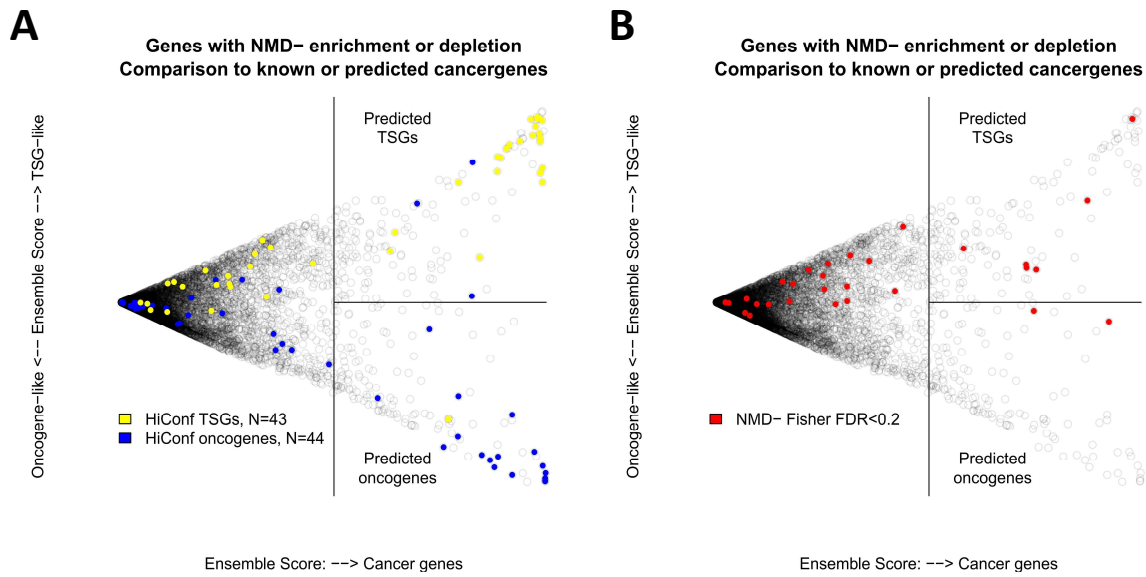 A
Genes with NMD− enrichment or depletion
Comparison to known or predicted cancergenes
Oncogene−like <−−− Ensemble Score −−−> TSG−like
Predicted
TSGs
HiConf TSGs, N=43
HiConf oncogenes, N=44
Predicted
oncogenes
Ensemble Score: −−> Cancer genes
B
Genes with NMD− enrichment or depletion
Comparison to known or predicted cancergenes
Oncogene−like <−−− Ensemble Score −−−> TSG−like
Predicted
TSGs
NMD− Fisher FDR<0.2
Predicted
oncogenes
Ensemble Score: −−> Cancer genes